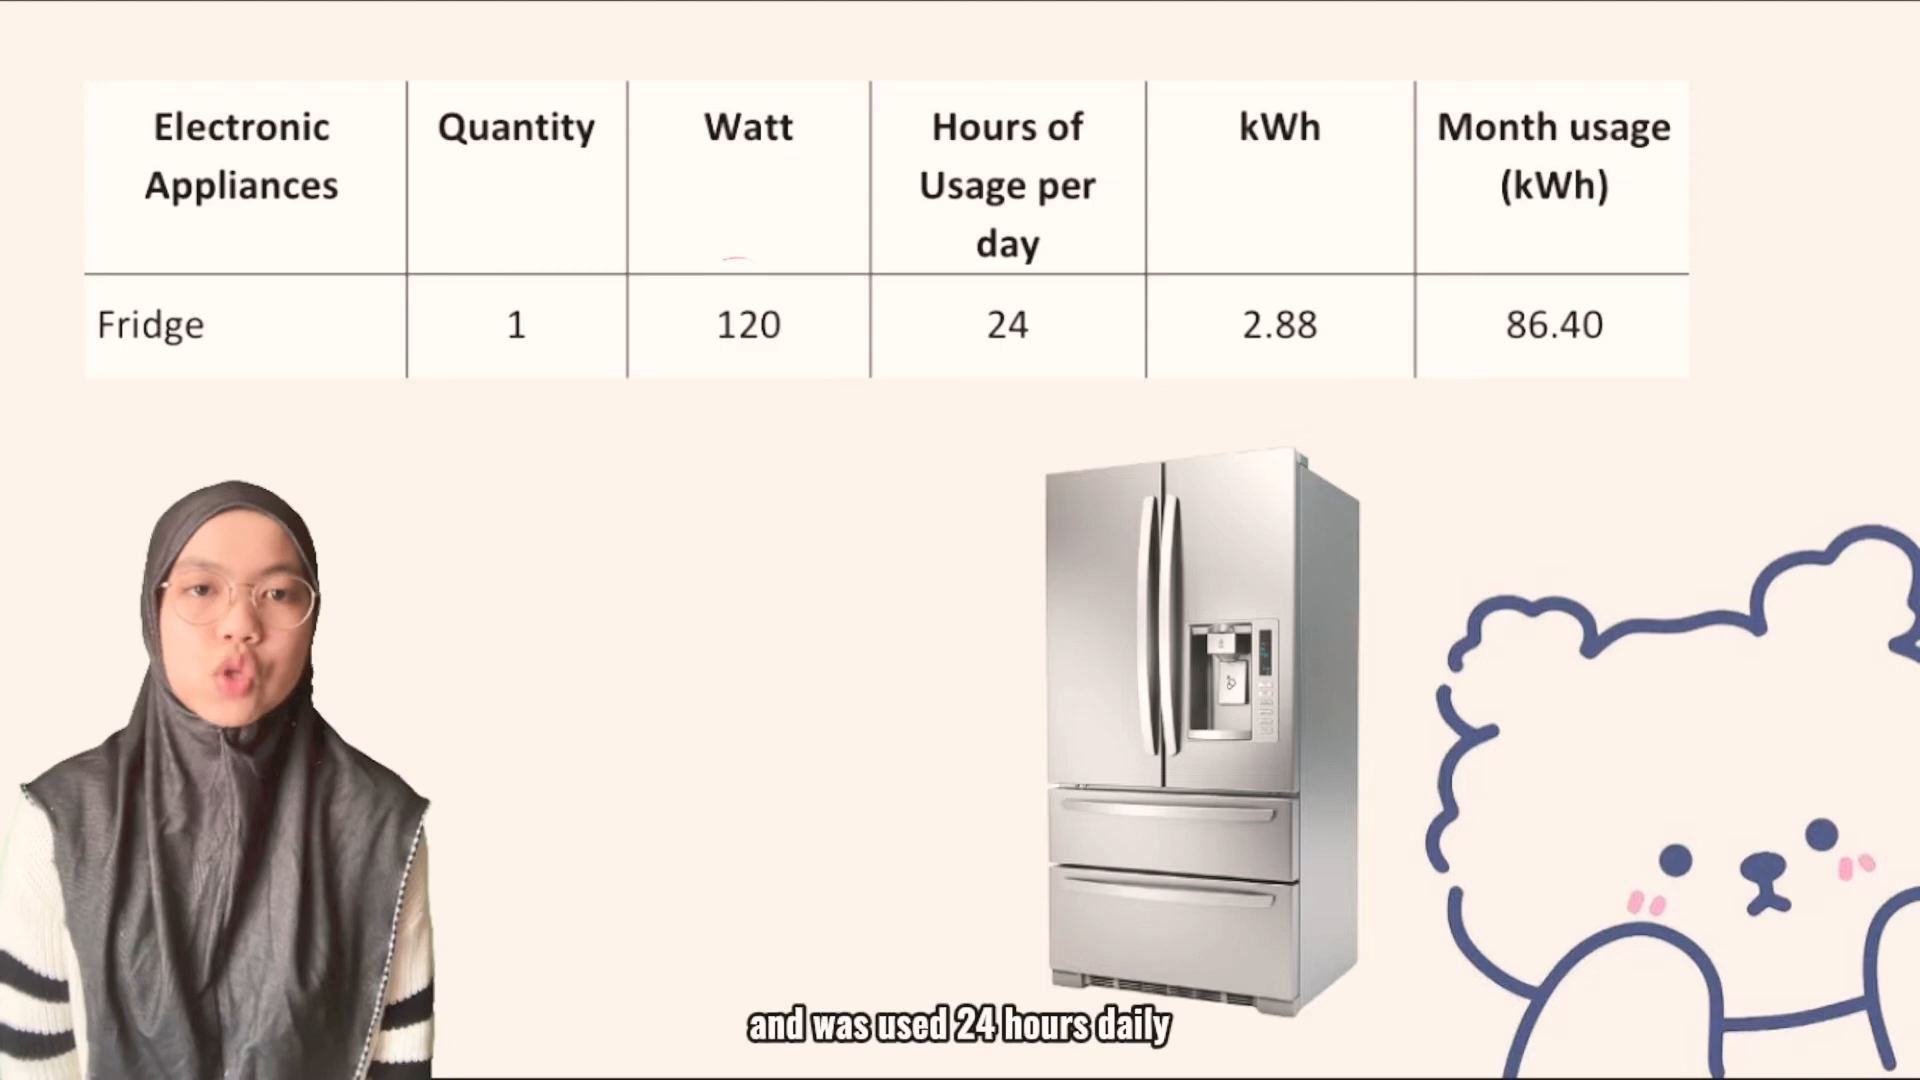 Electronic Appliances
Quantity
Watt
Hours of Usage per day
kWh
Month usage (kWh)
Fridge
1
120
24
2.88
86.40
and was used 24 hours daily